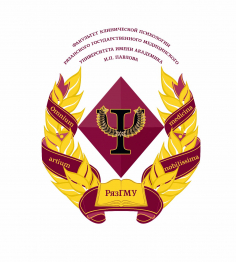 ФАКУЛЬТЕТ КЛИНИЧЕСКОЙ ПСИХОЛОГИИ
РЯЗАНСКОГО ГОСУДАРСТВЕННОГО МЕДИЦИНСКОГО
УНИВЕРСИТЕТА ИМЕНИ АКАДЕМИКА
И.П. ПАВЛОВА
Omnium
medicina
artium
nobilissima
РязГМУ